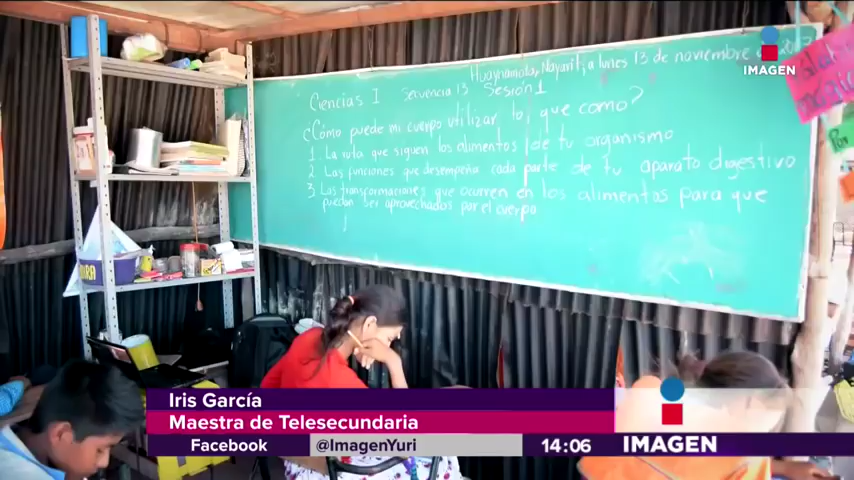 Huaynamota, Nayarit, a lunes 13 de noviembre
IMAGEN
Ciencias I Secuencia 13 Sesión 1
¿Cómo puede mi cuerpo utilizar lo que como?
1. La ruta que siguen los alimentos de tu organismo
2 Las funciones que desempeña cada parte de tu aparato digestivo
3 Las transformaciones que ocurren en los alimentos para que
puedan ser aprovechados por el cuerpo
Iris García
Maestra de Telesecundaria
Facebook @ImagenYuri 14:06 IMAGEN